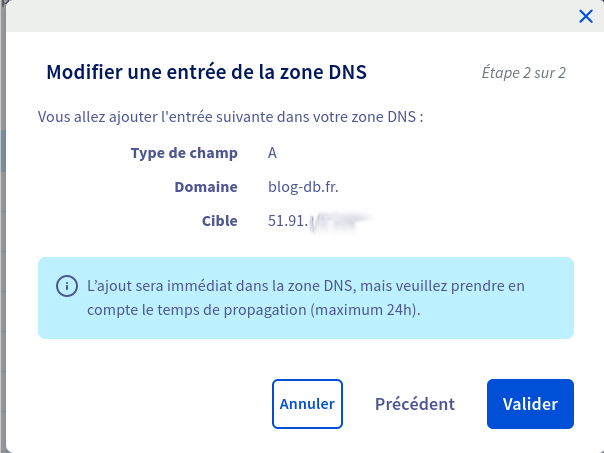 Modifier une entrée de la zone DNS
Étape 2 sur 2
Vous allez ajouter l'entrée suivante dans votre zone DNS :
Type de champ A
Domaine blog-db.fr.
Cible 51.91.
L’ajout sera immédiat dans la zone DNS, mais veuillez prendre en
compte le temps de propagation (maximum 24h).
Annuler Précédent Valider